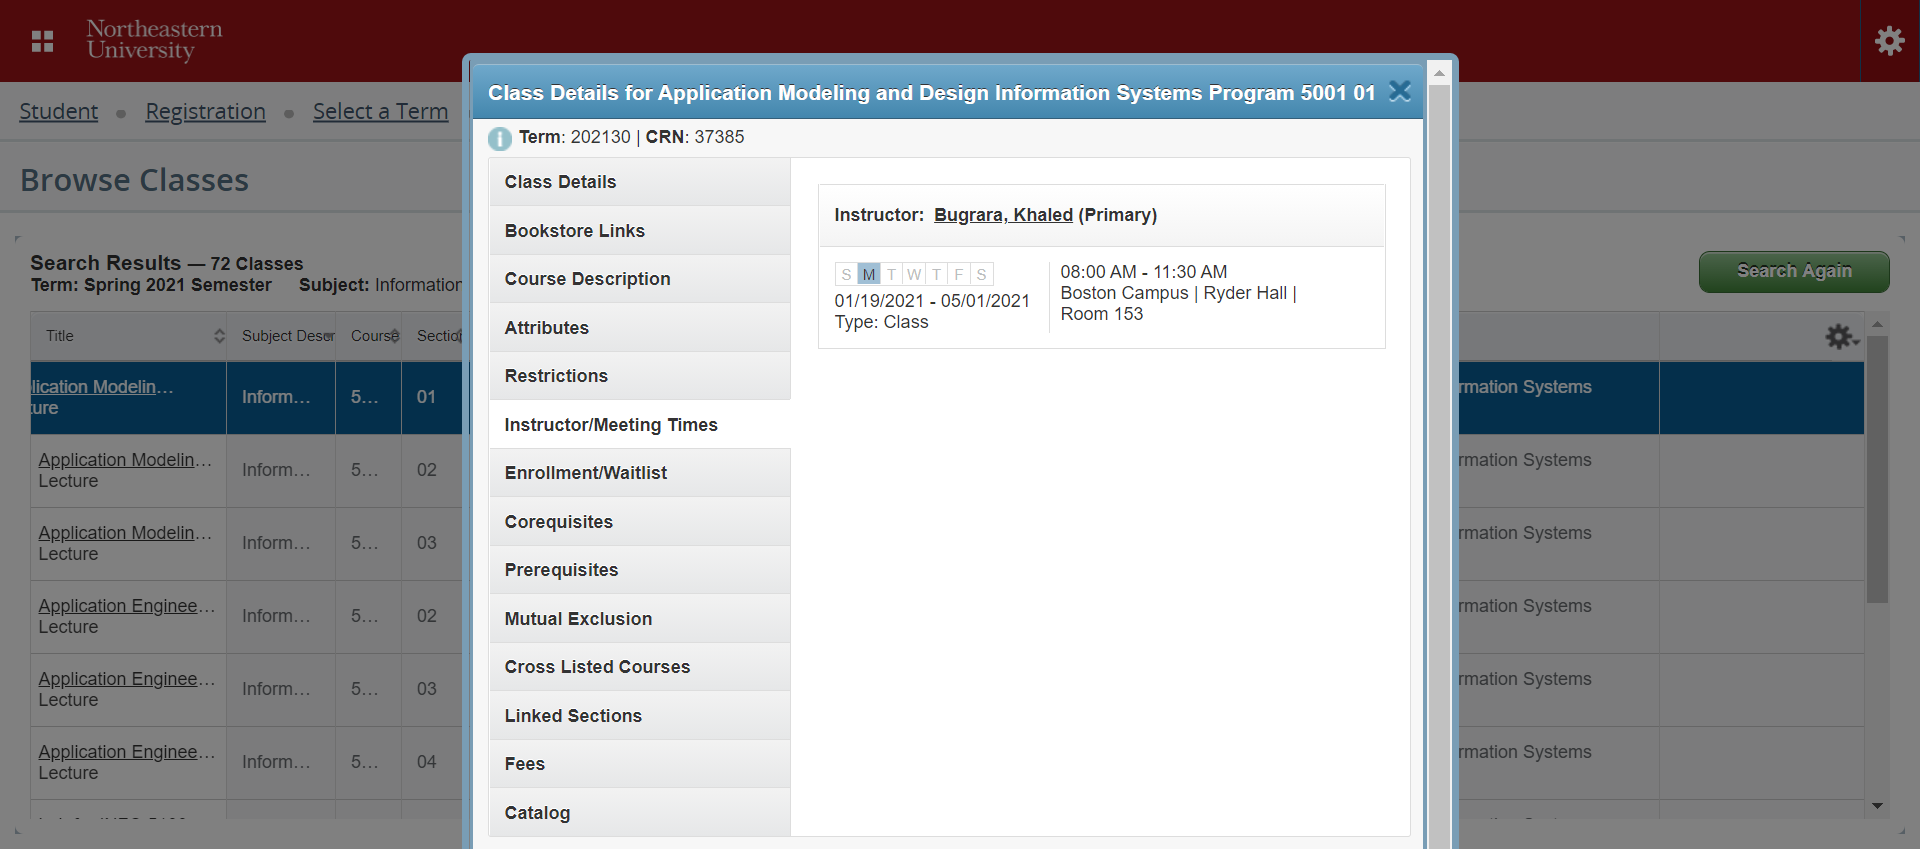 Northeastern
University
Student • Registration • Select a Term
Browse Classes
Search Results — 72 Classes
Term: Spring 2021 Semester Subject: Information
Search Again
Title Subject Descr Course Sectio
lication Modelin… Inform… 5… 01 rmation Systems
ture
Application Modelin… Inform… 5… 02 rmation Systems
Lecture
Application Modelin… Inform… 5… 03 rmation Systems
Lecture
Application Enginee… Inform… 5… 02 rmation Systems
Lecture
Application Enginee… Inform… 5… 03 rmation Systems
Lecture
Application Enginee… Inform… 5… 04 rmation Systems
Lecture
Class Details for Application Modeling and Design Information Systems Program 5001 01
Term: 202130 | CRN: 37385
Class Details
Bookstore Links
Course Description
Attributes
Restrictions
Instructor/Meeting Times
Enrollment/Waitlist
Corequisites
Prerequisites
Mutual Exclusion
Cross Listed Courses
Linked Sections
Fees
Catalog
Instructor: Bugrara, Khaled (Primary)
S M T W T F S
01/19/2021 - 05/01/2021
Type: Class
08:00 AM - 11:30 AM
Boston Campus | Ryder Hall |
Room 153